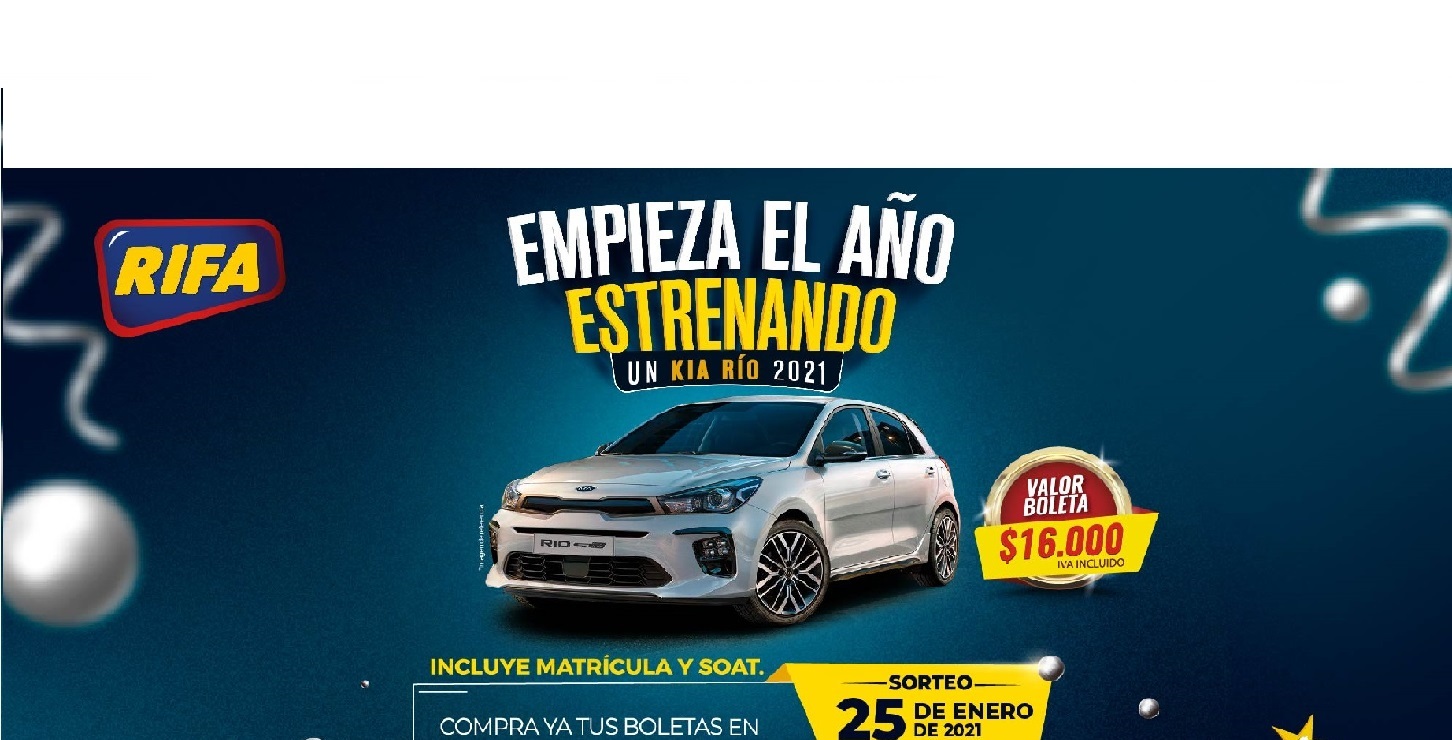 RIFA
EMPIEZA EL AÑO
ESTRENANDO
UN KIA RÍO 2021
VALOR
BOLETA
$16.000
IVA INCLUIDO
RIO
INCLUYE MATRÍCULA Y SOAT.
COMPRA YA TUS BOLETAS EN
SORTEO
25 DE ENERO
DE 2021